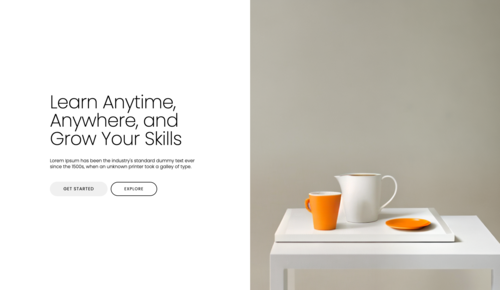 Learn Anytime,
Anywhere, and
Grow Your Skills
Lorem Ipsum has been the industry's standard dummy text ever
since the 1500s, when an unknown printer took a galley of type.
GET STARTED
EXPLORE